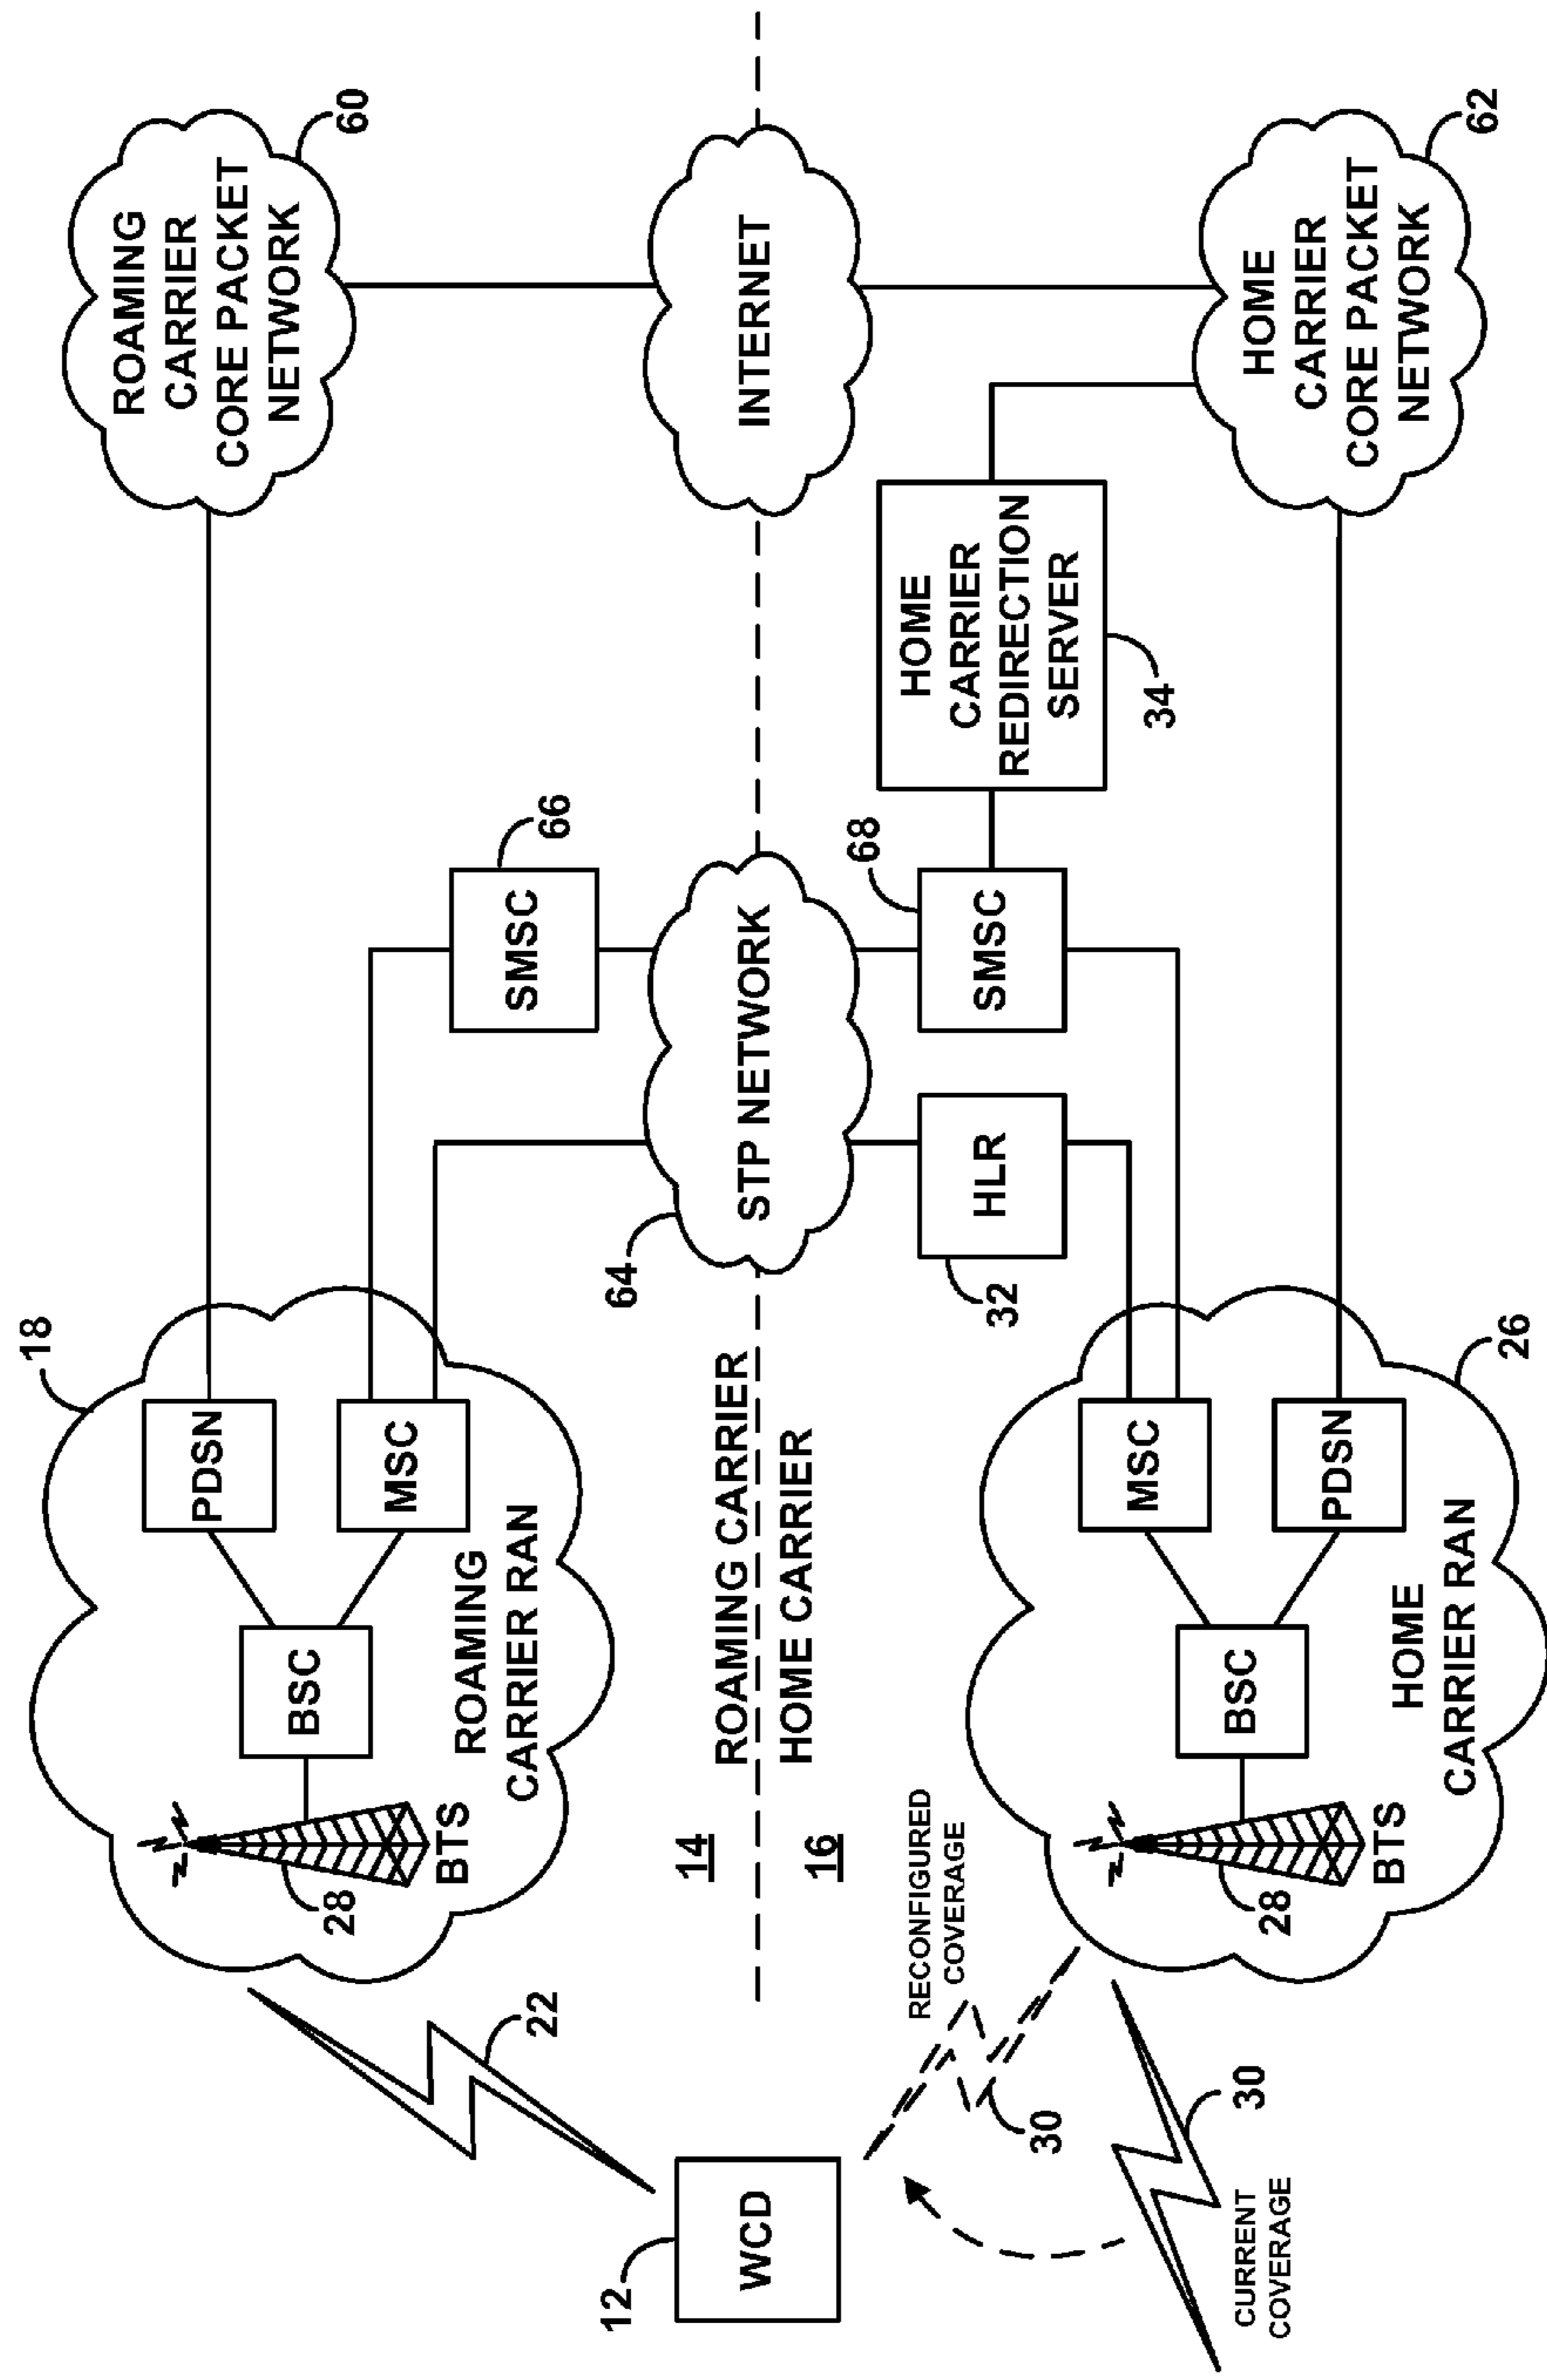 18
PDSN
MSC
BSC
28
BTS
ROAMING
CARRIER RAN
ROAMING
CARRIER
CORE PACKET
NETWORK
60
22
SMSC
66
64
STP NETWORK
INTERNET
12
WCD
14
ROAMING CARRIER
16
HOME CARRIER
RECONFIGURED
COVERAGE
30
CURRENT
COVERAGE
30
32
HLR
68
SMSC
HOME
CARRIER
REDIRECTION
SERVER
34
MSC
PDSN
BSC
28
BTS
HOME
CARRIER RAN
26
HOME
CARRIER
CORE PACKET
NETWORK
62